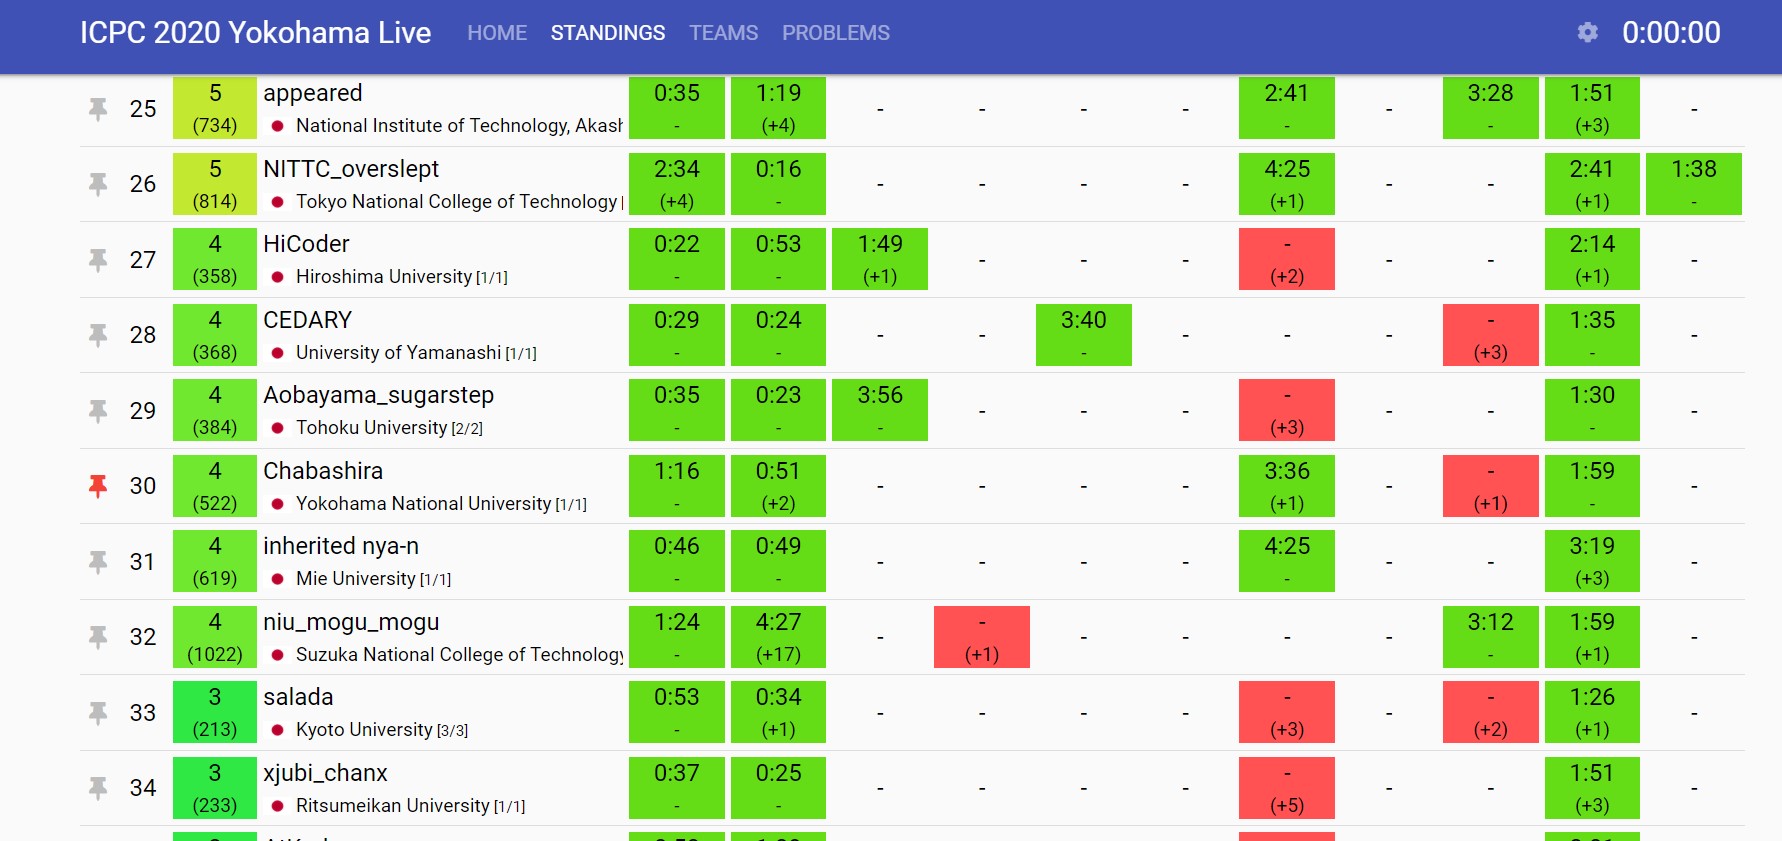 ICPC 2020 Yokohama Live HOME STANDINGS TEAMS PROBLEMS 0:00:00
25 5 appeared 0:35 1:19 - - - - 2:41 - 3:28 1:51 -
(734) National Institute of Technology, Akash - (+4) - - (+3)
26 5 NITTC_overslept 2:34 0:16 - - - - 4:25 - - 2:41 1:38
(814) Tokyo National College of Technology (+4) - (+1) (+1) -
27 4 HiCoder 0:22 0:53 1:49 - - - - - - 2:14 -
(358) Hiroshima University [1/1] - - (+1) (+2) (+1)
28 4 CEDARY 0:29 0:24 - - 3:40 - - - - 1:35 -
(368) University of Yamanashi [1/1] - - - (+3) -
29 4 Aobayama_sugarstep 0:35 0:23 3:56 - - - - - - 1:30 -
(384) Tohoku University [2/2] - - - (+3) -
30 4 Chabashira 1:16 0:51 - - - - 3:36 - - 1:59 -
(522) Yokohama National University [1/1] - (+2) (+1) (+1) -
31 4 inherited nya-n 0:46 0:49 - - - - 4:25 - - 3:19 -
(619) Mie University [1/1] - - - (+3)
32 4 niu_mogu_mogu 1:24 4:27 - - - - - - 3:12 1:59 -
(1022) Suzuka National College of Technology - (+17) (+1) - (+1)
33 3 salada 0:53 0:34 - - - - - - - 1:26 -
(213) Kyoto University [3/3] - (+1) (+3) (+2) (+1)
34 3 xjubi_chanx 0:37 0:25 - - - - - - - 1:51 -
(233) Ritsumeikan University [1/1] - - (+5) (+3)